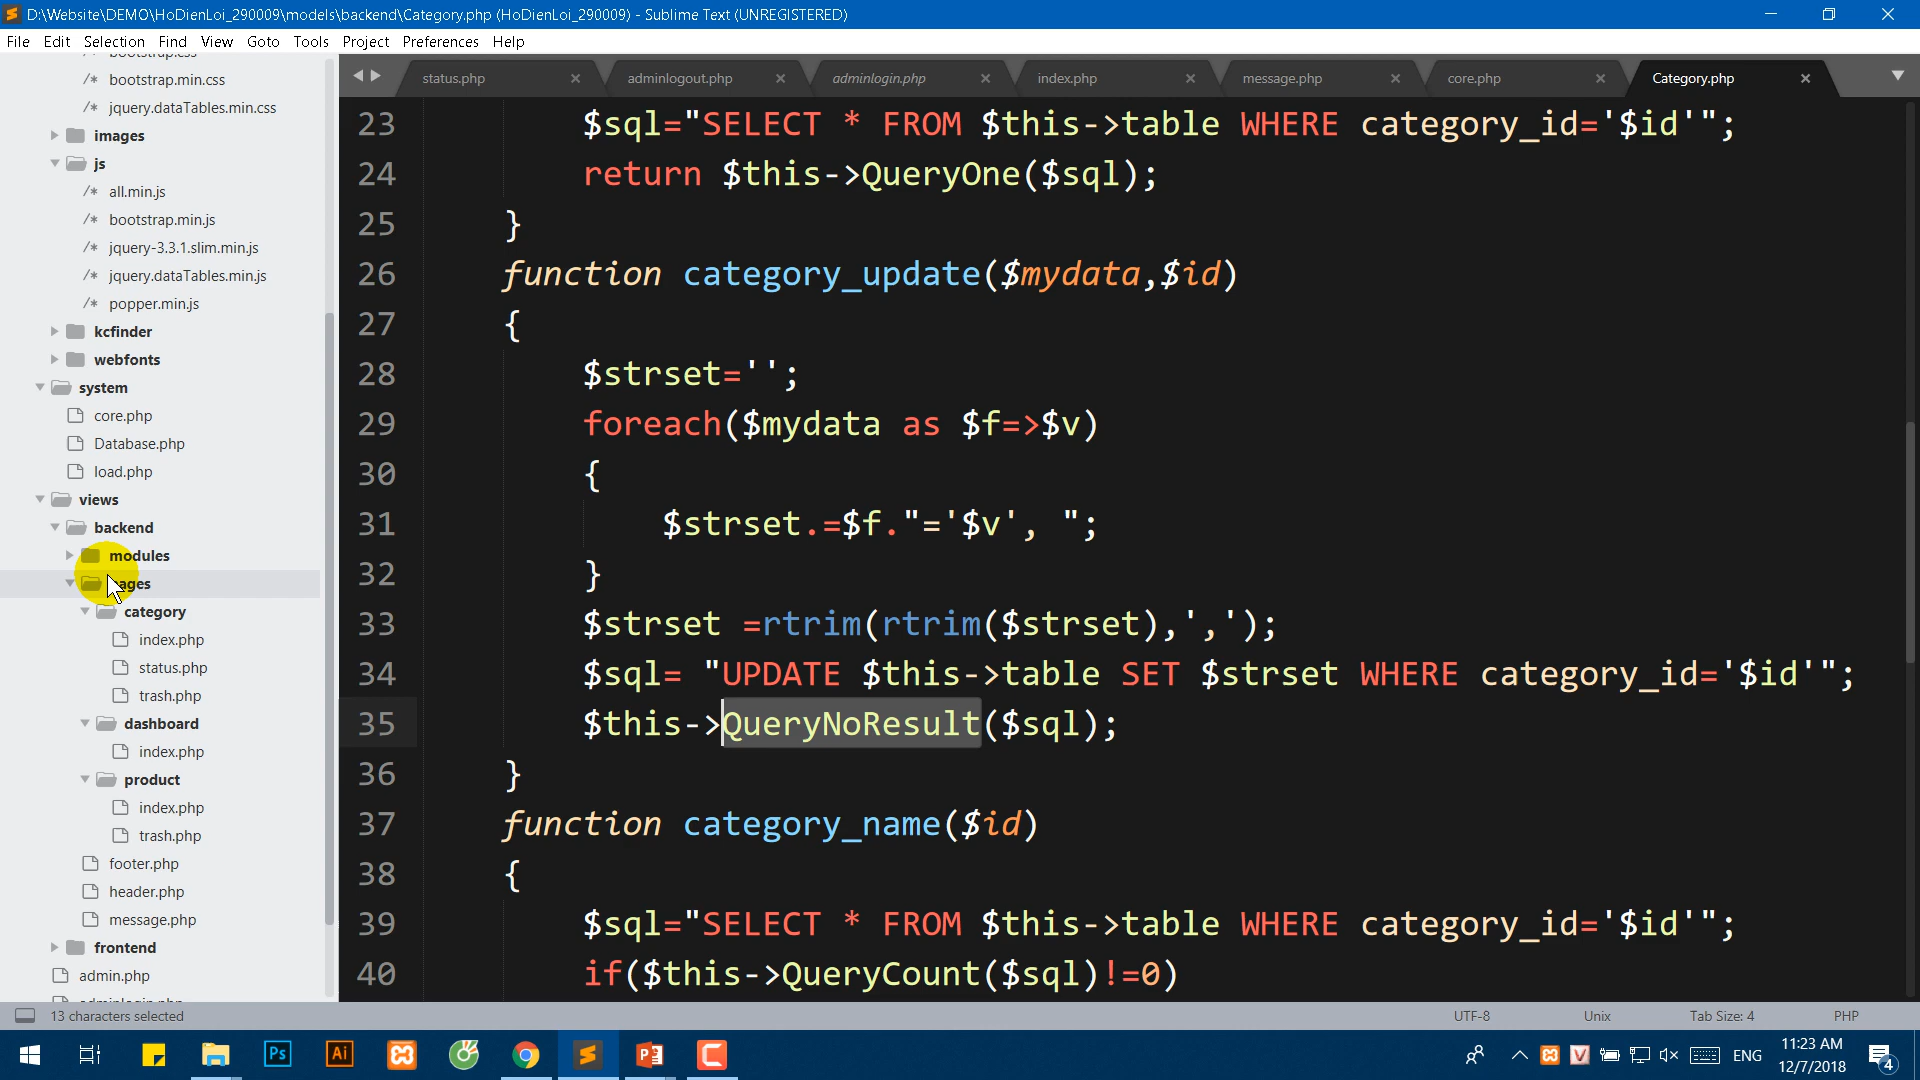 D:\Website\DEMO\HoDienLoi_290009\models\backend\Category.php (HoDienLoi_290009) - Sublime Text (UNREGISTERED)
File Edit Selection Find View Goto Tools Project Preferences Help
status.php × adminlogout.php × adminlogin.php × index.php × message.php × core.php × Category.php ×
/* bootstrap.min.css
/* jquery.dataTables.min.css
images
js
/* all.min.js
/* bootstrap.min.js
/* jquery-3.3.1.slim.min.js
/* jquery.dataTables.min.js
/* popper.min.js
kcfinder
webfonts
system
core.php
Database.php
load.php
views
backend
modules
ages
category
index.php
status.php
trash.php
dashboard
index.php
product
index.php
trash.php
footer.php
header.php
message.php
frontend
admin.php
23 $sql="SELECT * FROM $this->table WHERE category_id='$id'";
24 return $this->QueryOne($sql);
25 }
26 function category_update($mydata,$id)
27 {
28 $strset='';
29 foreach($mydata as $f=>$v)
30 {
31 $strset.=$f."='$v', ";
32 }
33 $strset =rtrim(rtrim($strset),',');
34 $sql= "UPDATE $this->table SET $strset WHERE category_id='$id'";
35 $this->QueryNoResult($sql);
36 }
37 function category_name($id)
38 {
39 $sql="SELECT * FROM $this->table WHERE category_id='$id'";
40 if($this->QueryCount($sql)!=0)
13 characters selected UTF-8 Unix Tab Size: 4 PHP
Ps Ai ENG 11:23 AM
12/7/2018 4